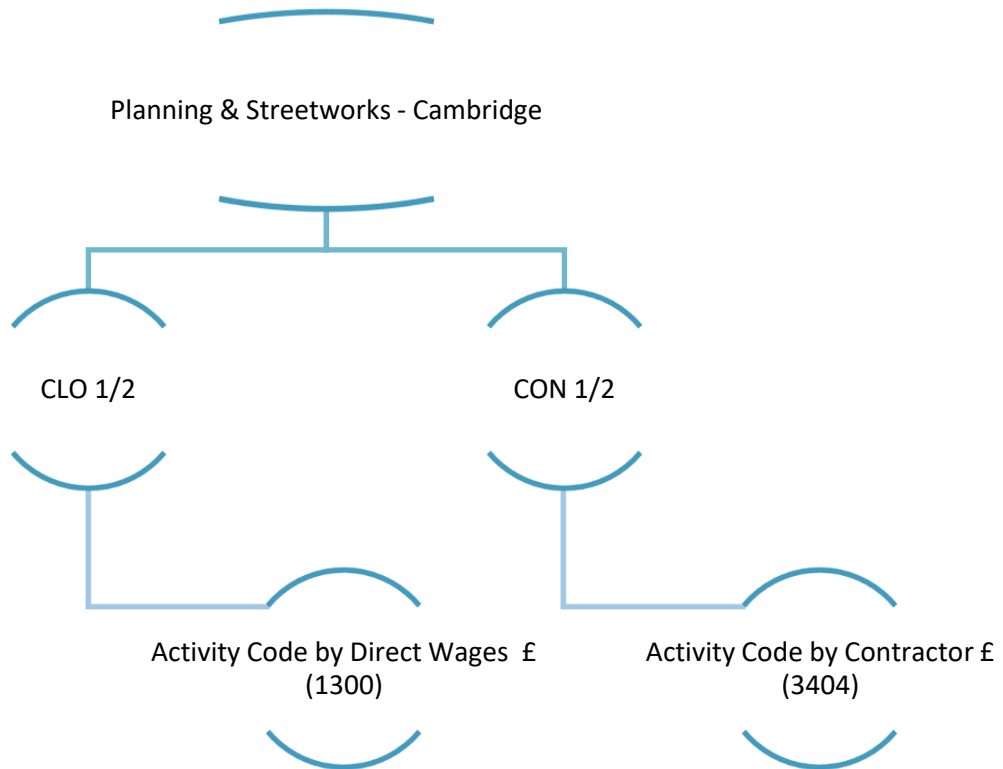 Planning & Streetworks - Cambridge
CLO 1/2
CON 1/2
Activity Code by Direct Wages £
(1300)
Activity Code by Contractor £
(3404)